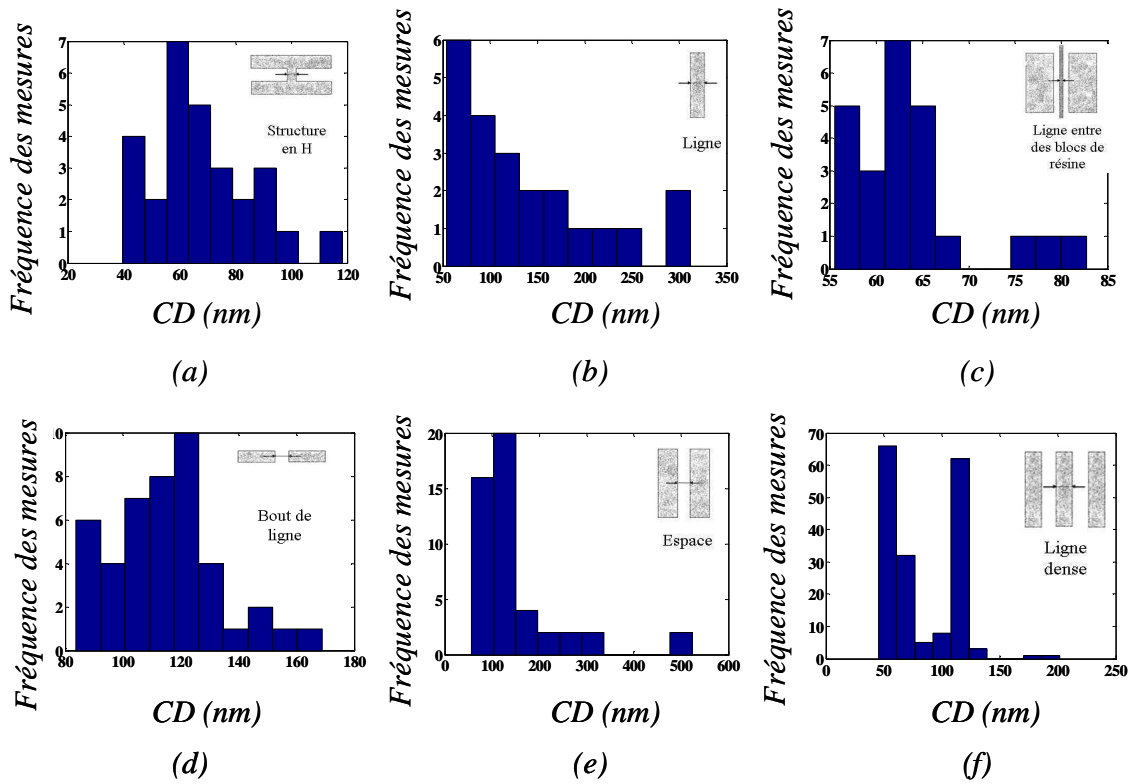 Fréquence des mesures
7
6
5
4
3
2
1
0
20
40
60
80
100
120
Structure
en H
CD (nm)
(a)
Fréquence des mesures
6
5
4
3
2
1
0
50
100
150
200
250
300
350
Ligne
CD (nm)
(b)
Fréquence des mesures
7
6
5
4
3
2
1
0
55
60
65
70
75
80
85
Ligne entre
des blocs de
résine
CD (nm)
(c)
Fréquence des mesures
10
8
6
4
2
0
80
100
120
140
160
180
Bout de
ligne
CD (nm)
(d)
Fréquence des mesures
20
15
10
5
0
0
100
200
300
400
500
600
Espace
CD (nm)
(e)
Fréquence des mesures
70
60
50
40
30
20
10
0
0
50
100
150
200
250
Ligne
dense
CD (nm)
(f)